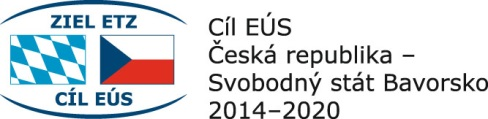 ZIEL ETZ
CÍL EÚS
Cíl EÚS
Česká republika –
Svobodný stát Bavorsko
2014–2020